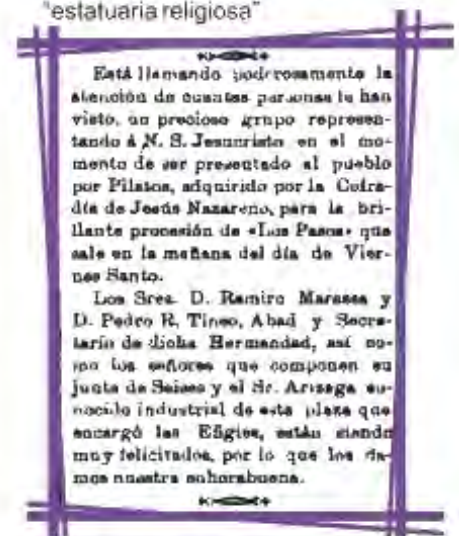 "estatuaria religiosa"
Está llamando poderosamente la
atención de cuantas personas lo han
visto, un precioso grupo represen-
tando á N. S. Jesucristo en el mo-
mento de ser presentado al pueblo
por Pilatos, adquirido por la Cofra-
día de Jesús Nazareno, para la bri-
llante procesión de «Los Pasos» que
sale en la mañana del día de Vier-
nes Santo.
Los Sres. D. Ramiro Marassa y
D. Pedro R. Tineo, Abad y Secre-
tario de dicha Hermandad, así co-
mo los señores que componen su
junta de Seises y el Sr. Arizaga co-
nocido industrial de esta plaza que
encargó las Efigies, están siendo
muy felicitados, por lo que les da-
mos nuestra enhorabuena.